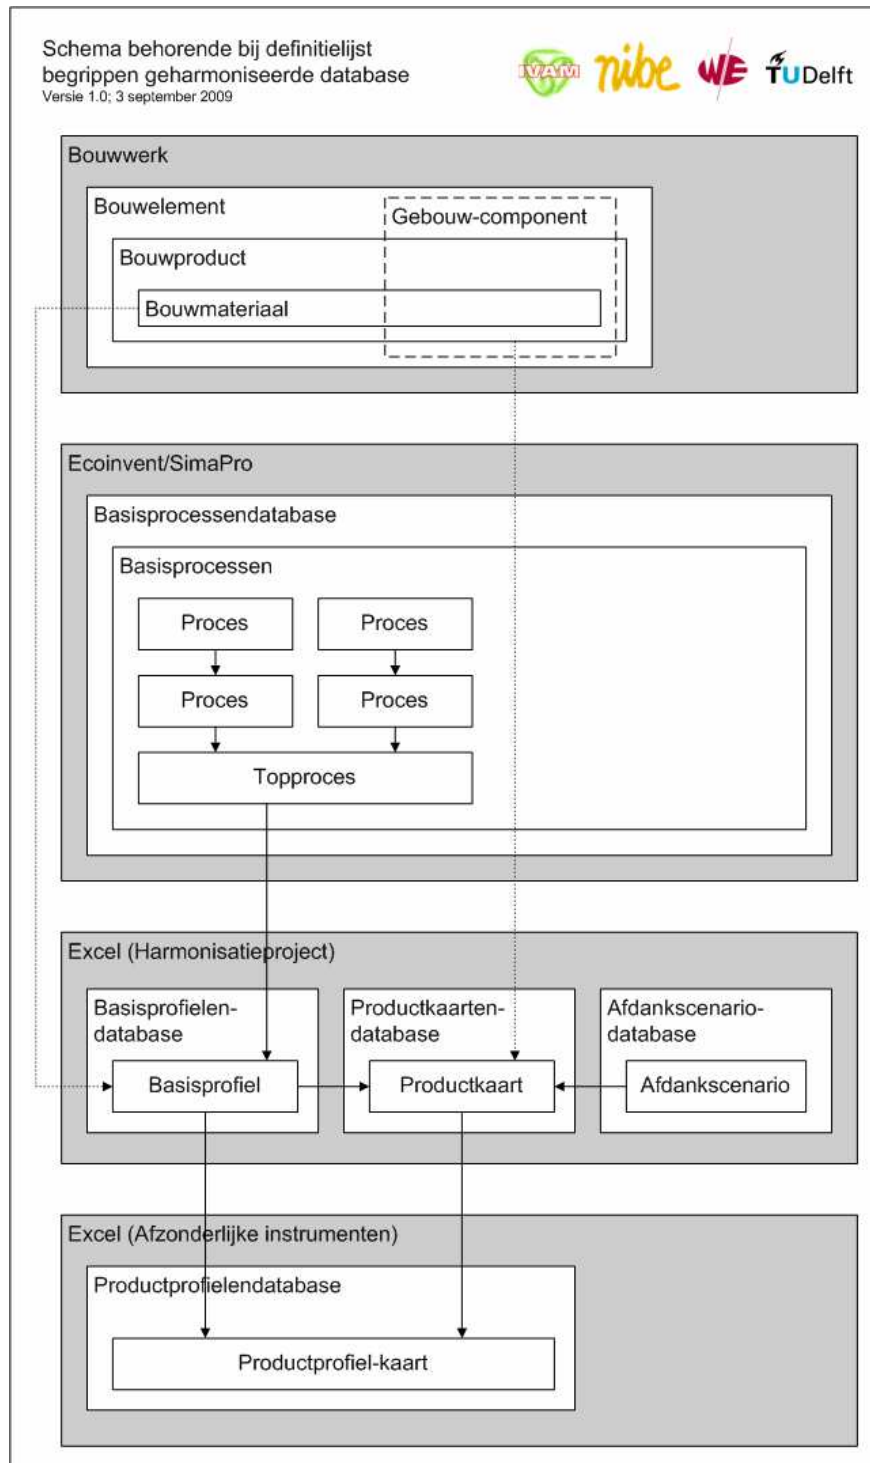 Schema behorende bij definitielijst
begrippen geharmoniseerde database
Versie 1.0; 3 september 2009
IVAM
nibe
WE
TUDelft
Bouwwerk
Bouwelement
Gebouw-component
Bouwproduct
Bouwmateriaal
Ecoinvent/SimaPro
Basisprocessendatabase
Basisprocessen
Proces
Proces
Proces
Proces
Topproces
Excel (Harmonisatieproject)
Basisprofielen-
database
Productkaarten-
database
Afdankscenario-
database
Basisprofiel
Productkaart
Afdankscenario
Excel (Afzonderlijke instrumenten)
Productprofielendatabase
Productprofiel-kaart